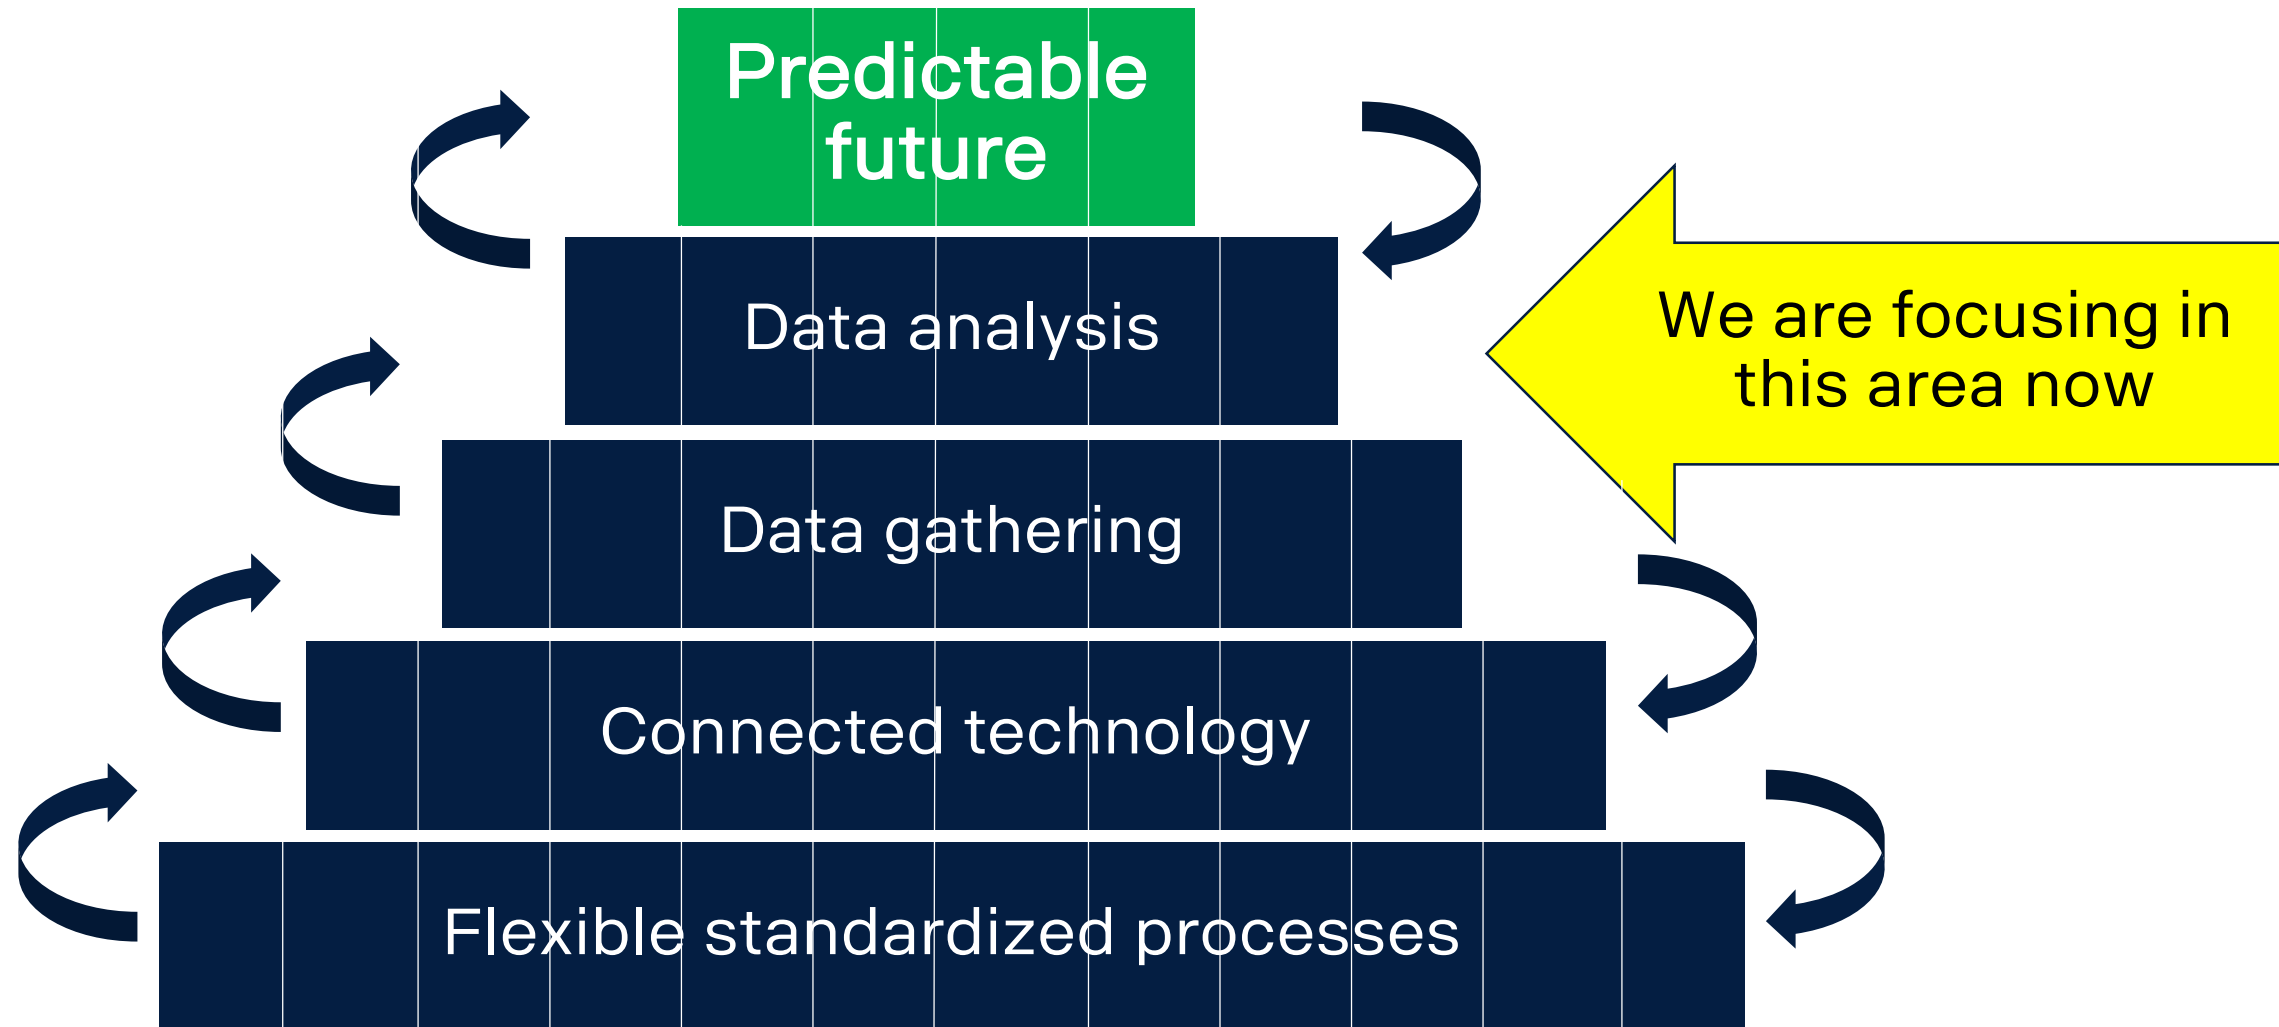 Predictable
future
Data analysis
We are focusing in
this area now
Data gathering
Connected technology
Flexible standardized processes